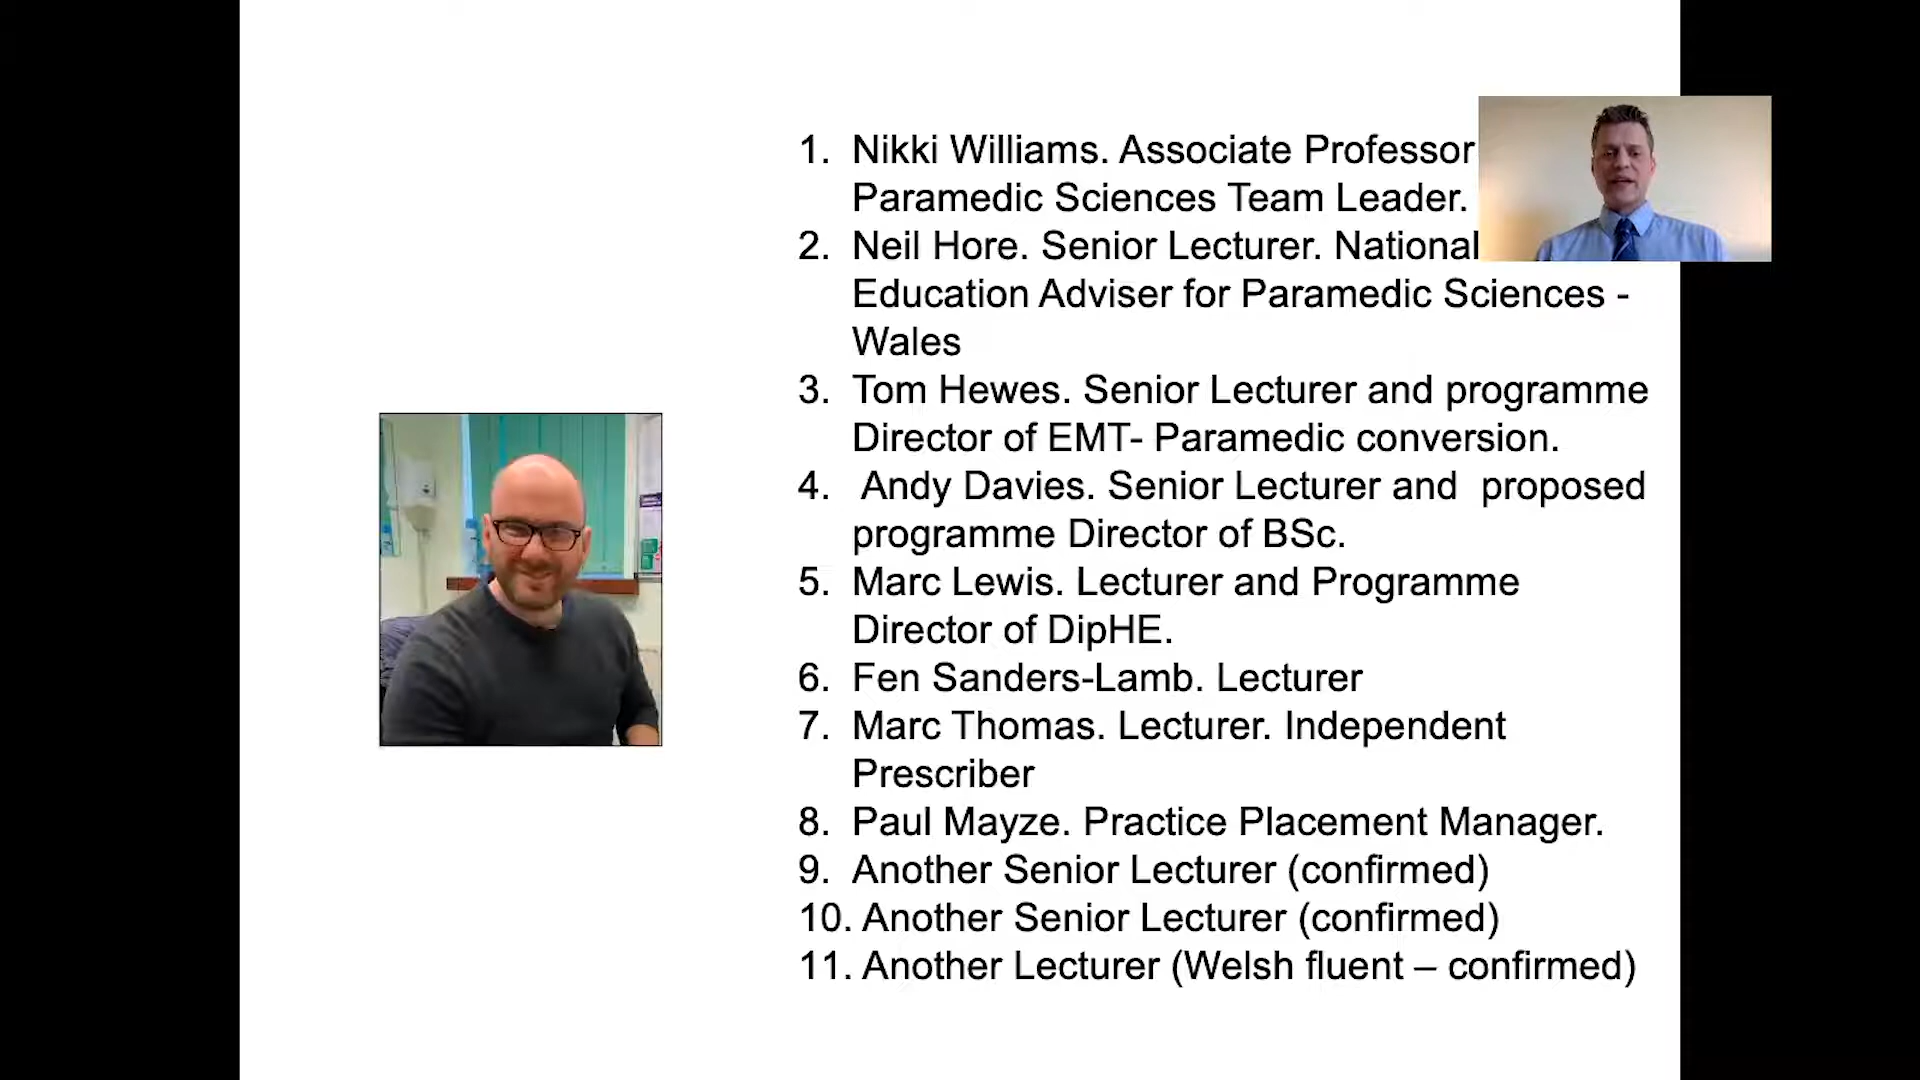 1. Nikki Williams. Associate Professor
Paramedic Sciences Team Leader.
2. Neil Hore. Senior Lecturer. National
Education Adviser for Paramedic Sciences -
Wales
3. Tom Hewes. Senior Lecturer and programme
Director of EMT- Paramedic conversion.
4. Andy Davies. Senior Lecturer and proposed
programme Director of BSc.
5. Marc Lewis. Lecturer and Programme
Director of DipHE.
6. Fen Sanders-Lamb. Lecturer
7. Marc Thomas. Lecturer. Independent
Prescriber
8. Paul Mayze. Practice Placement Manager.
9. Another Senior Lecturer (confirmed)
10. Another Senior Lecturer (confirmed)
11. Another Lecturer (Welsh fluent – confirmed)